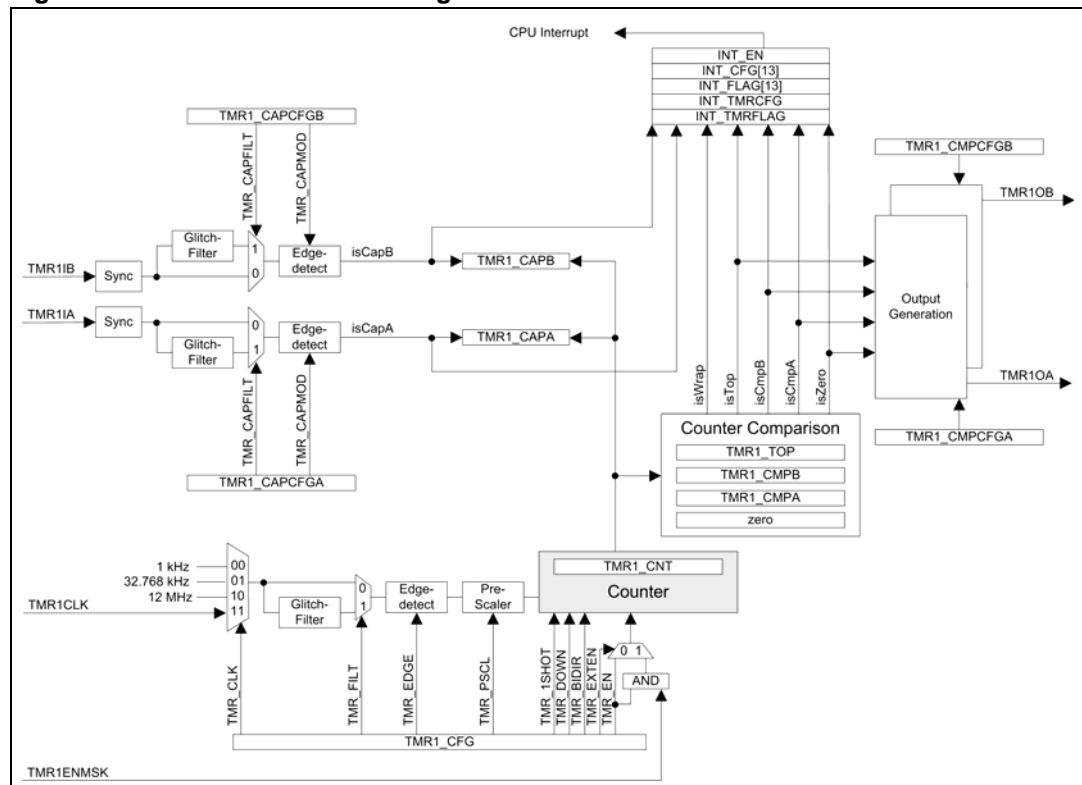 CPU Interrupt
INT_EN
INT_CFG[13]
INT_FLAG[13]
INT_TMRCFG
INT_TMRFLAG
TMR1_CAPCFGB
TMR_CAPFILT
TMR_CAPMOD
TMR1_CMPCFGB
TMR1OB
Glitch-
Filter
1
0
Edge-
detect
isCapB
TMR1_CAPB
TMR1IB
Sync
TMR1IA
Sync
Glitch-
Filter
0
1
Edge-
detect
isCapA
TMR1_CAPA
Output
Generation
isWrap
isTop
isCmpB
isCmpA
isZero
TMR1OA
TMR_CAPFILT
TMR_CAPMOD
TMR1_CAPCFGA
TMR1_CMPCFGA
Counter Comparison
TMR1_TOP
TMR1_CMPB
TMR1_CMPA
zero
1 kHz
32.768 kHz
12 MHz
TMR1CLK
00
01
10
11
Glitch-
Filter
0
1
Edge-
detect
Pre-
Scaler
TMR1_CNT
Counter
0 1
AND
TMR_CLK
TMR_FILT
TMR_EDGE
TMR_PSCL
TMR_1SHOT
TMR_DOWN
TMR_BIDIR
TMR_EXTEN
TMR_EN
TMR1_CFG
TMR1ENMSK